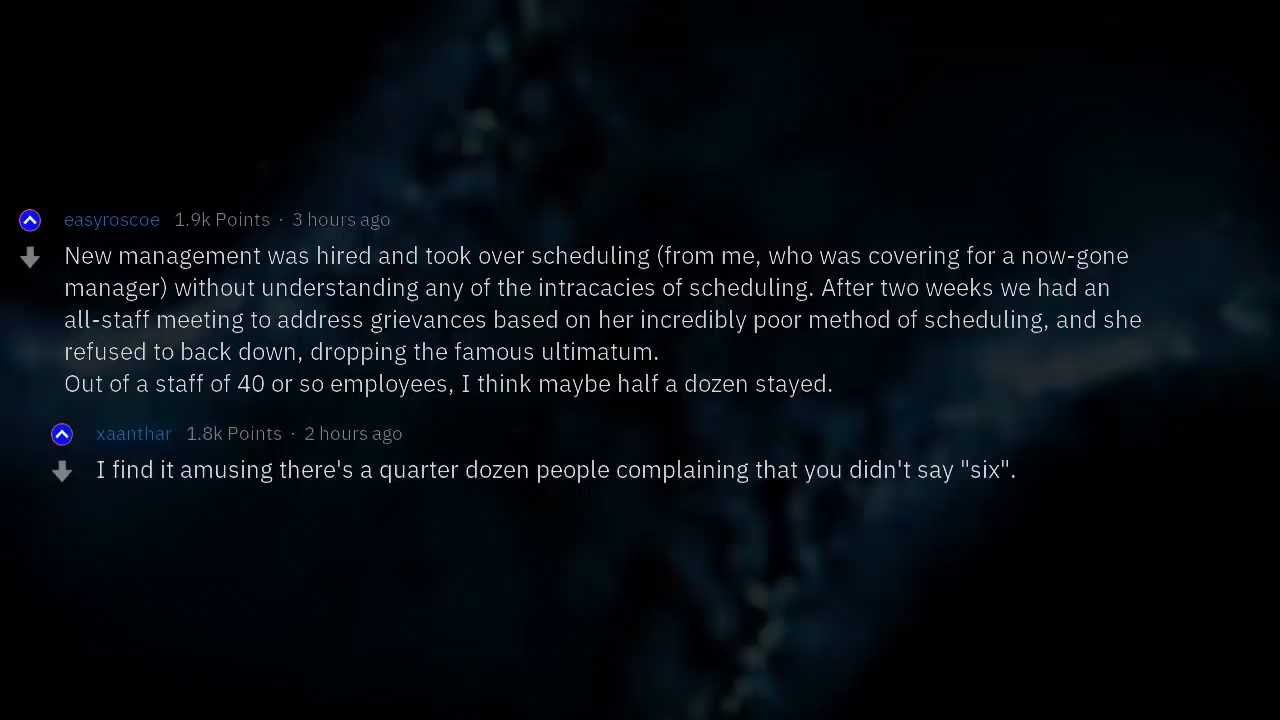 easyroscoe 1.9k Points · 3 hours ago
New management was hired and took over scheduling (from me, who was covering for a now-gone
manager) without understanding any of the intracacies of scheduling. After two weeks we had an
all-staff meeting to address grievances based on her incredibly poor method of scheduling, and she
refused to back down, dropping the famous ultimatum.
Out of a staff of 40 or so employees, I think maybe half a dozen stayed.
xaanthar 1.8k Points · 2 hours ago
I find it amusing there's a quarter dozen people complaining that you didn't say "six".